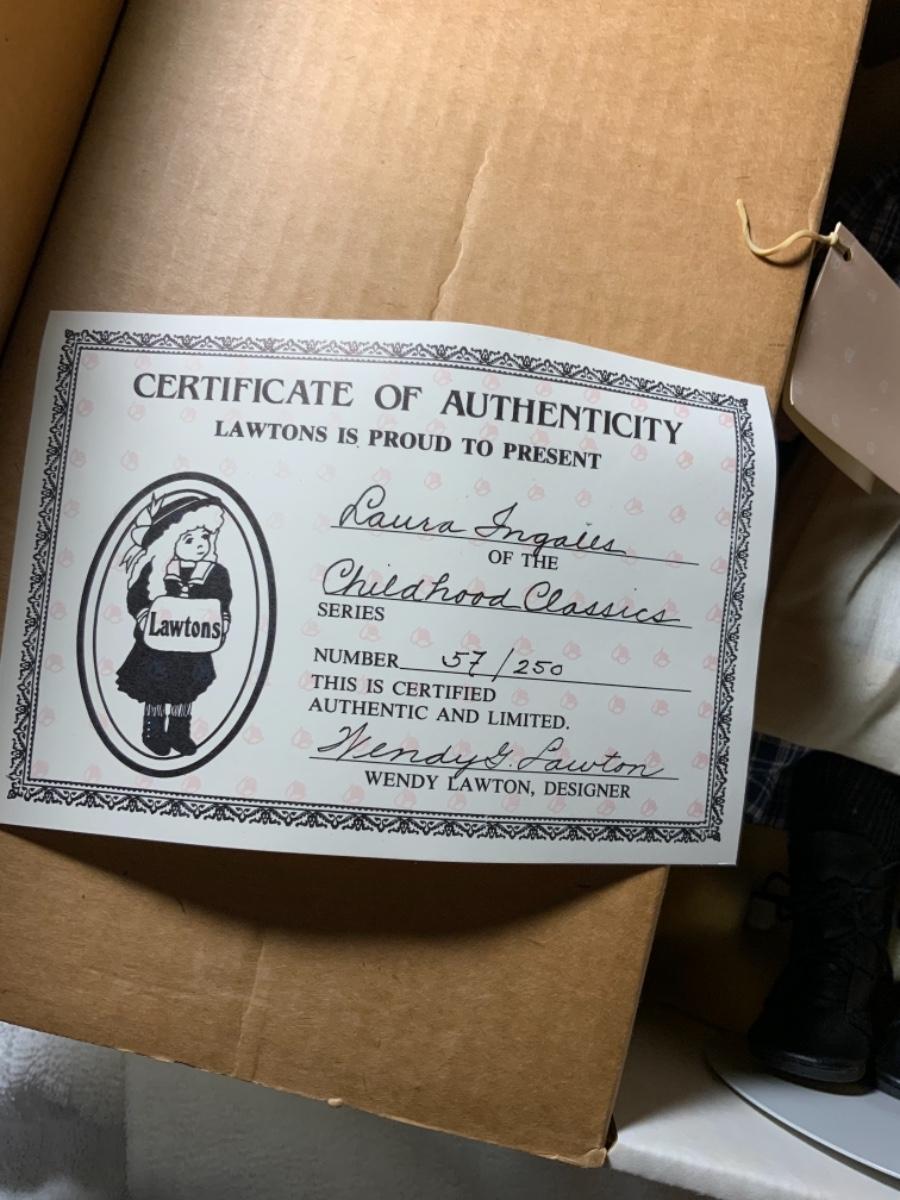 CERTIFICATE OF AUTHENTICITY
LAWTONS IS PROUD TO PRESENT
Laura Ingalls
OF THE
Childhood Classics
SERIES
NUMBER 57/250
THIS IS CERTIFIED
AUTHENTIC AND LIMITED.
Wendy G. Lawton
WENDY LAWTON, DESIGNER
Lawtons